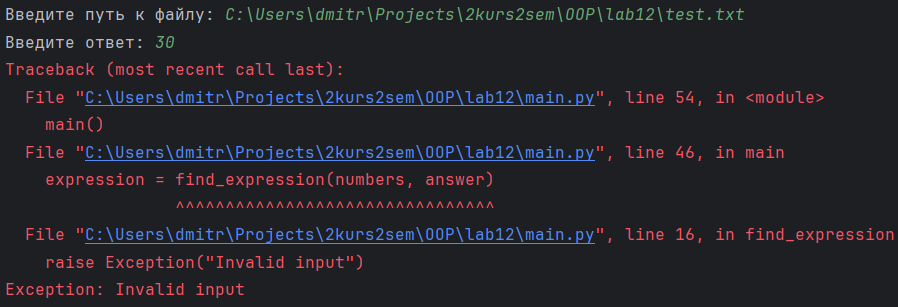 Введите путь к файлу: C:\Users\dmitr\Projects\2kurs2sem\OOP\lab12\test.txt
Введите ответ: 30
Traceback (most recent call last):
  File "C:\Users\dmitr\Projects\2kurs2sem\OOP\lab12\main.py", line 54, in <module>
    main()
  File "C:\Users\dmitr\Projects\2kurs2sem\OOP\lab12\main.py", line 46, in main
    expression = find_expression(numbers, answer)
                 ^^^^^^^^^^^^^^^^^^^^^^^^^^^^^^^^
  File "C:\Users\dmitr\Projects\2kurs2sem\OOP\lab12\main.py", line 16, in find_expression
    raise Exception("Invalid input")
Exception: Invalid input